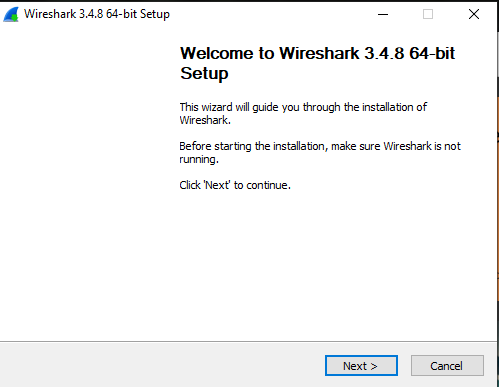 Wireshark 3.4.8 64-bit Setup
Welcome to Wireshark 3.4.8 64-bit
Setup
This wizard will guide you through the installation of
Wireshark.
Before starting the installation, make sure Wireshark is not
running.
Click 'Next' to continue.
Next >
Cancel